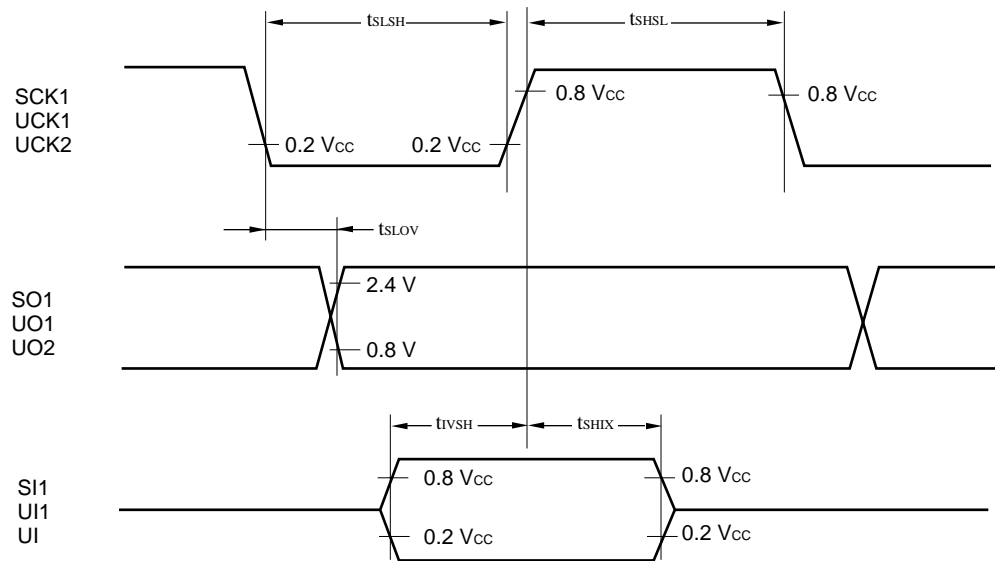 tSLSH
tSHSL
SCK1
UCK1
UCK2
0.8 VCC
0.8 VCC
0.2 VCC
0.2 VCC
tSLOV
SO1
UO1
UO2
2.4 V
0.8 V
tIVSH
tSHIX
SI1
UI1
UI
0.8 VCC
0.8 VCC
0.2 VCC
0.2 VCC